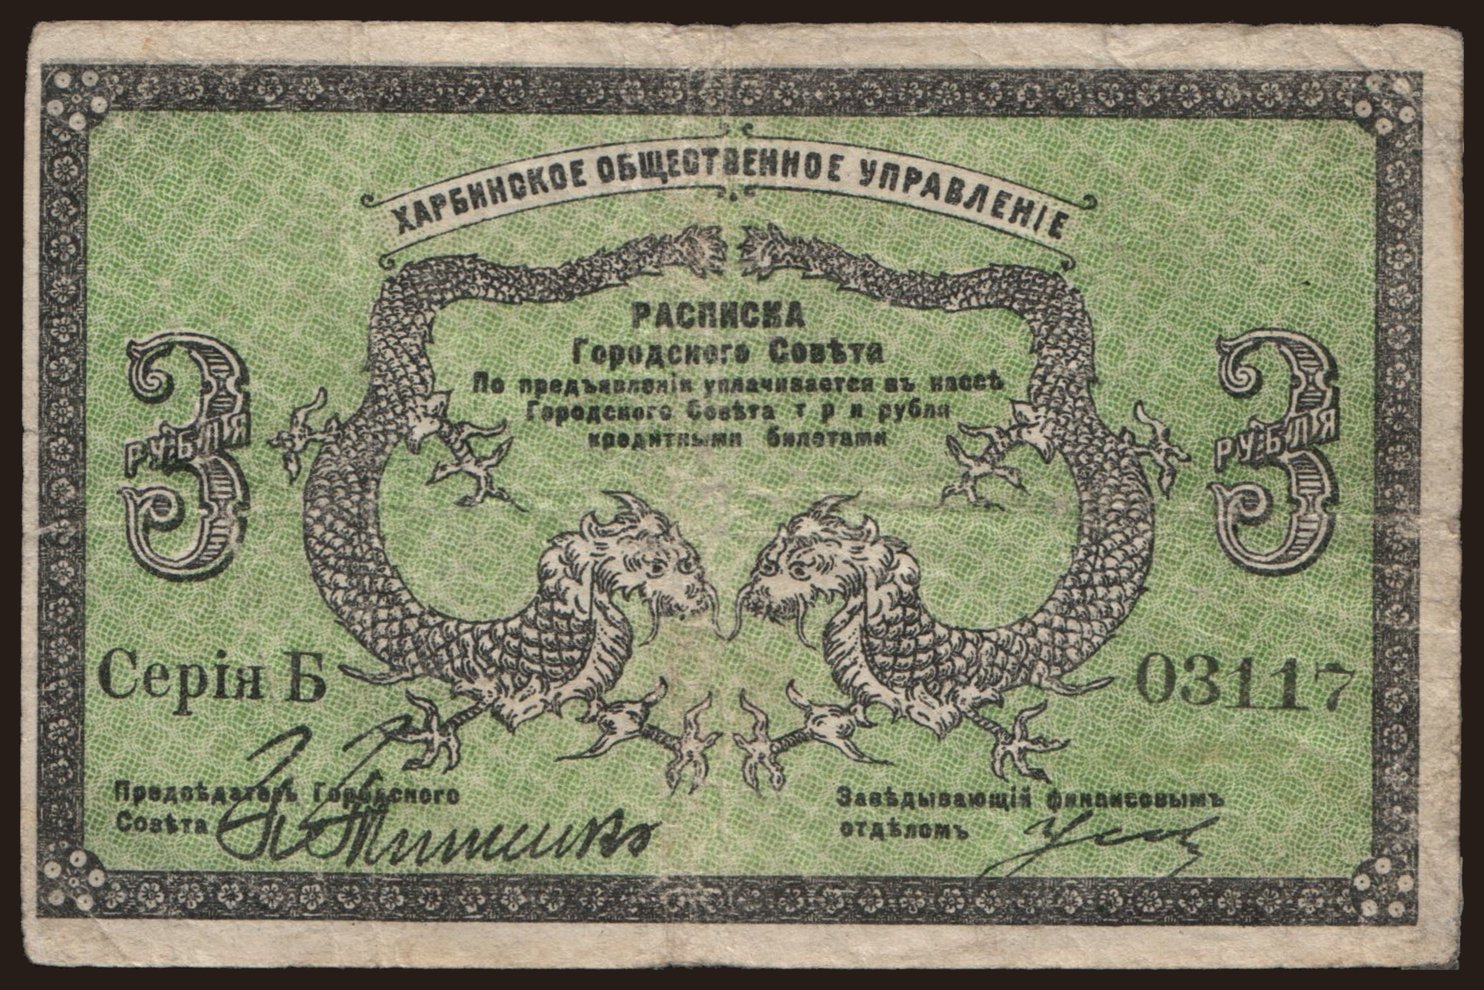 ХАРБИНСКОЕ ОБЩЕСТВЕННОЕ УПРАВЛЕНІЕ
РАСПИСКА
Городского Совѣта
По предъявленіи уплачивается въ кассѣ
Городского Совѣта три рубля
кредитными билетами
3
РУБЛЯ
3
РУБЛЯ
Серія Б
03117
Предсѣдатель Городского
Совѣта
Завѣдывающій финансовымъ
отдѣломъ